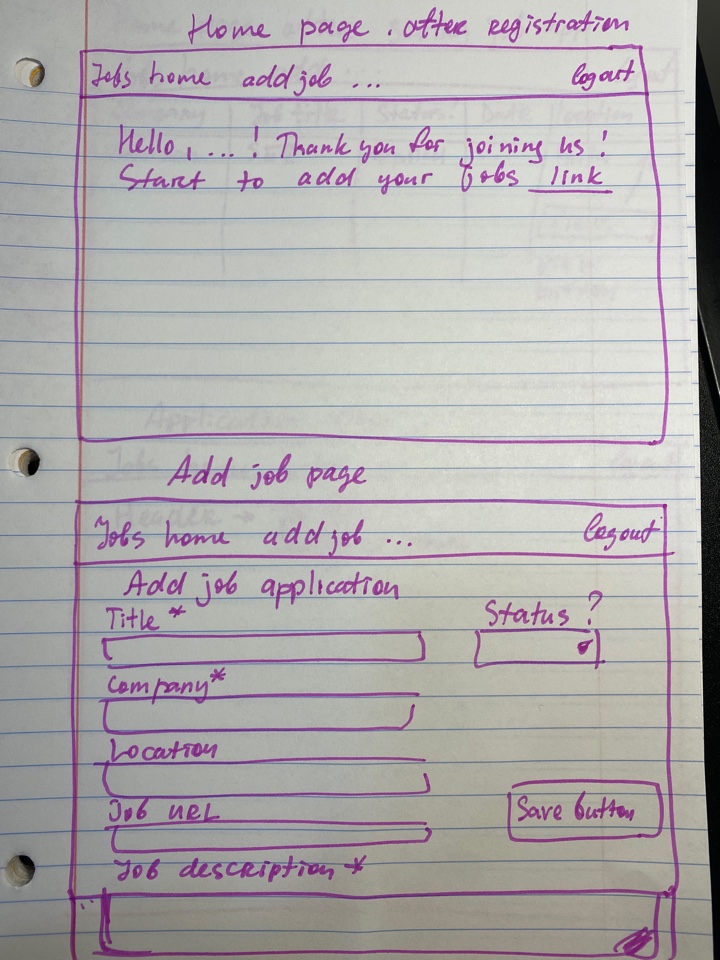 Home page. after registration
Jobs home add job ... logout
Hello, ...! Thank you for joining us!
Start to add your jobs link
Add job page
Jobs home add job ... logout
Add job application
Title * Status ?
Company*
Location
Job URL
Save button
Job description *